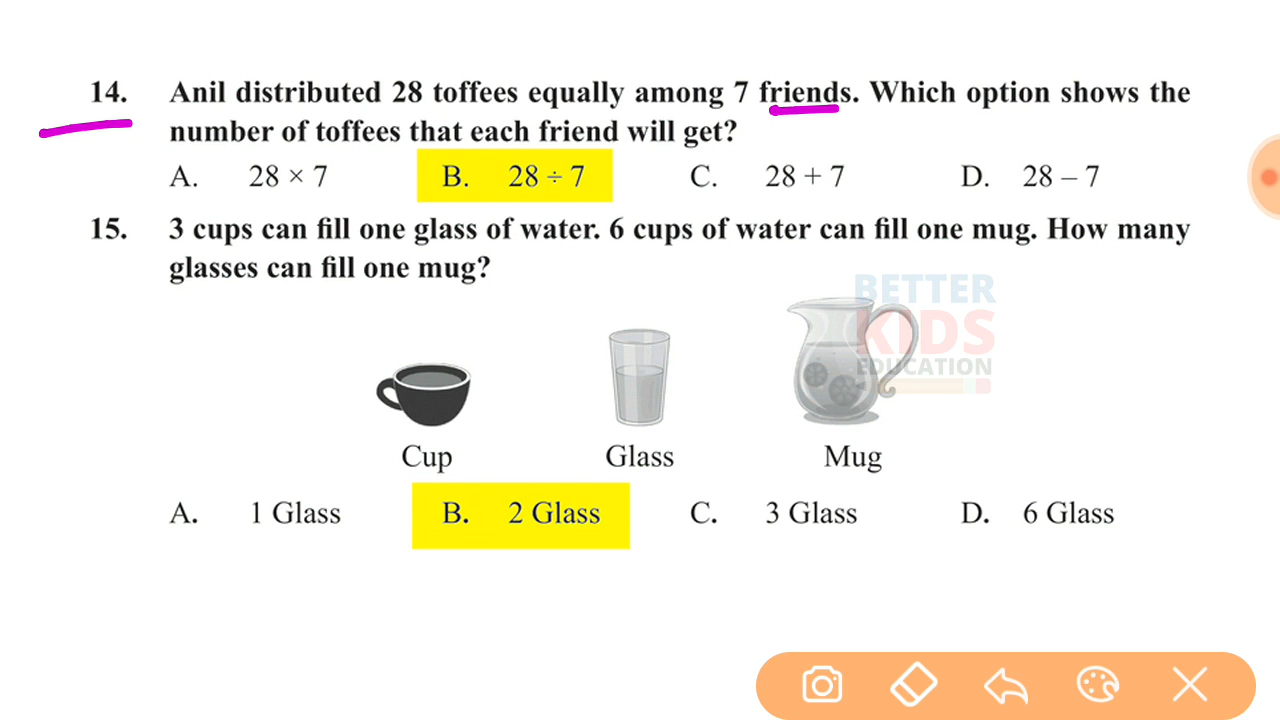 14. Anil distributed 28 toffees equally among 7 friends. Which option shows the
number of toffees that each friend will get?
A. 28 × 7 B. 28 ÷ 7 C. 28 + 7 D. 28 – 7
15. 3 cups can fill one glass of water. 6 cups of water can fill one mug. How many
glasses can fill one mug?
BETTER
KIDS
EDUCATION
Cup Glass Mug
A. 1 Glass B. 2 Glass C. 3 Glass D. 6 Glass